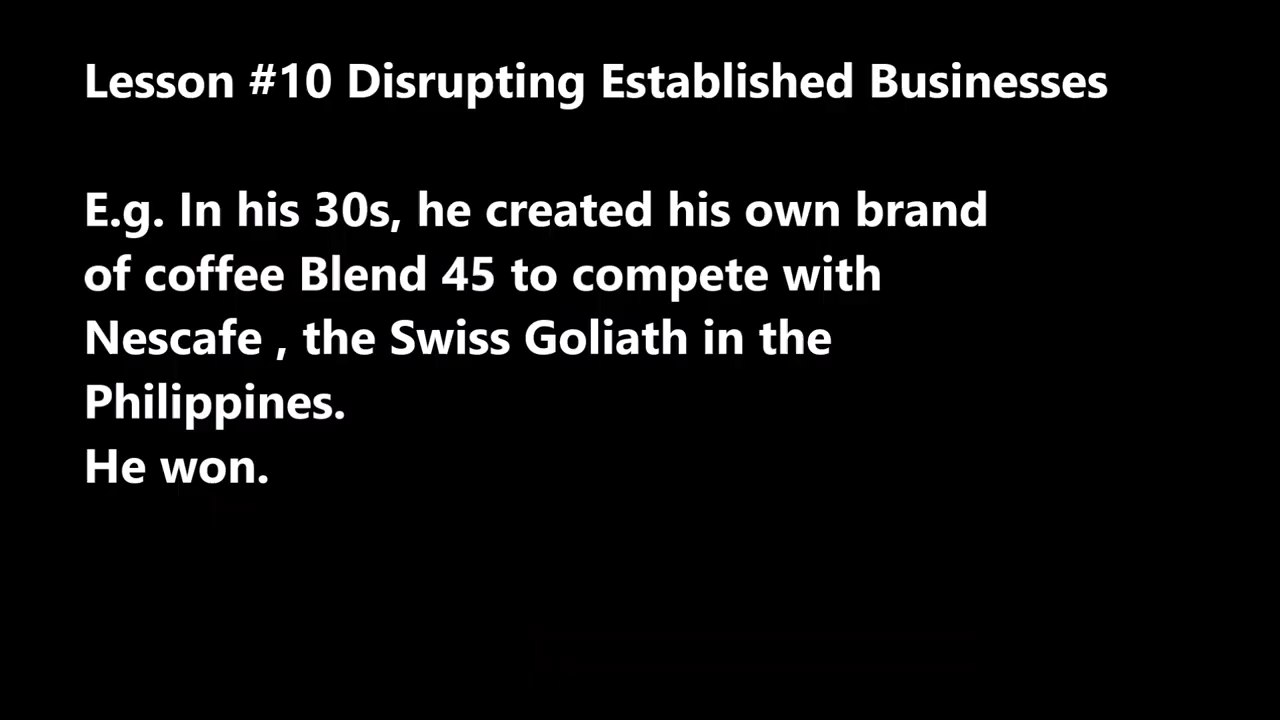 Lesson #10 Disrupting Established Businesses
E.g. In his 30s, he created his own brand
of coffee Blend 45 to compete with
Nescafe , the Swiss Goliath in the
Philippines.
He won.